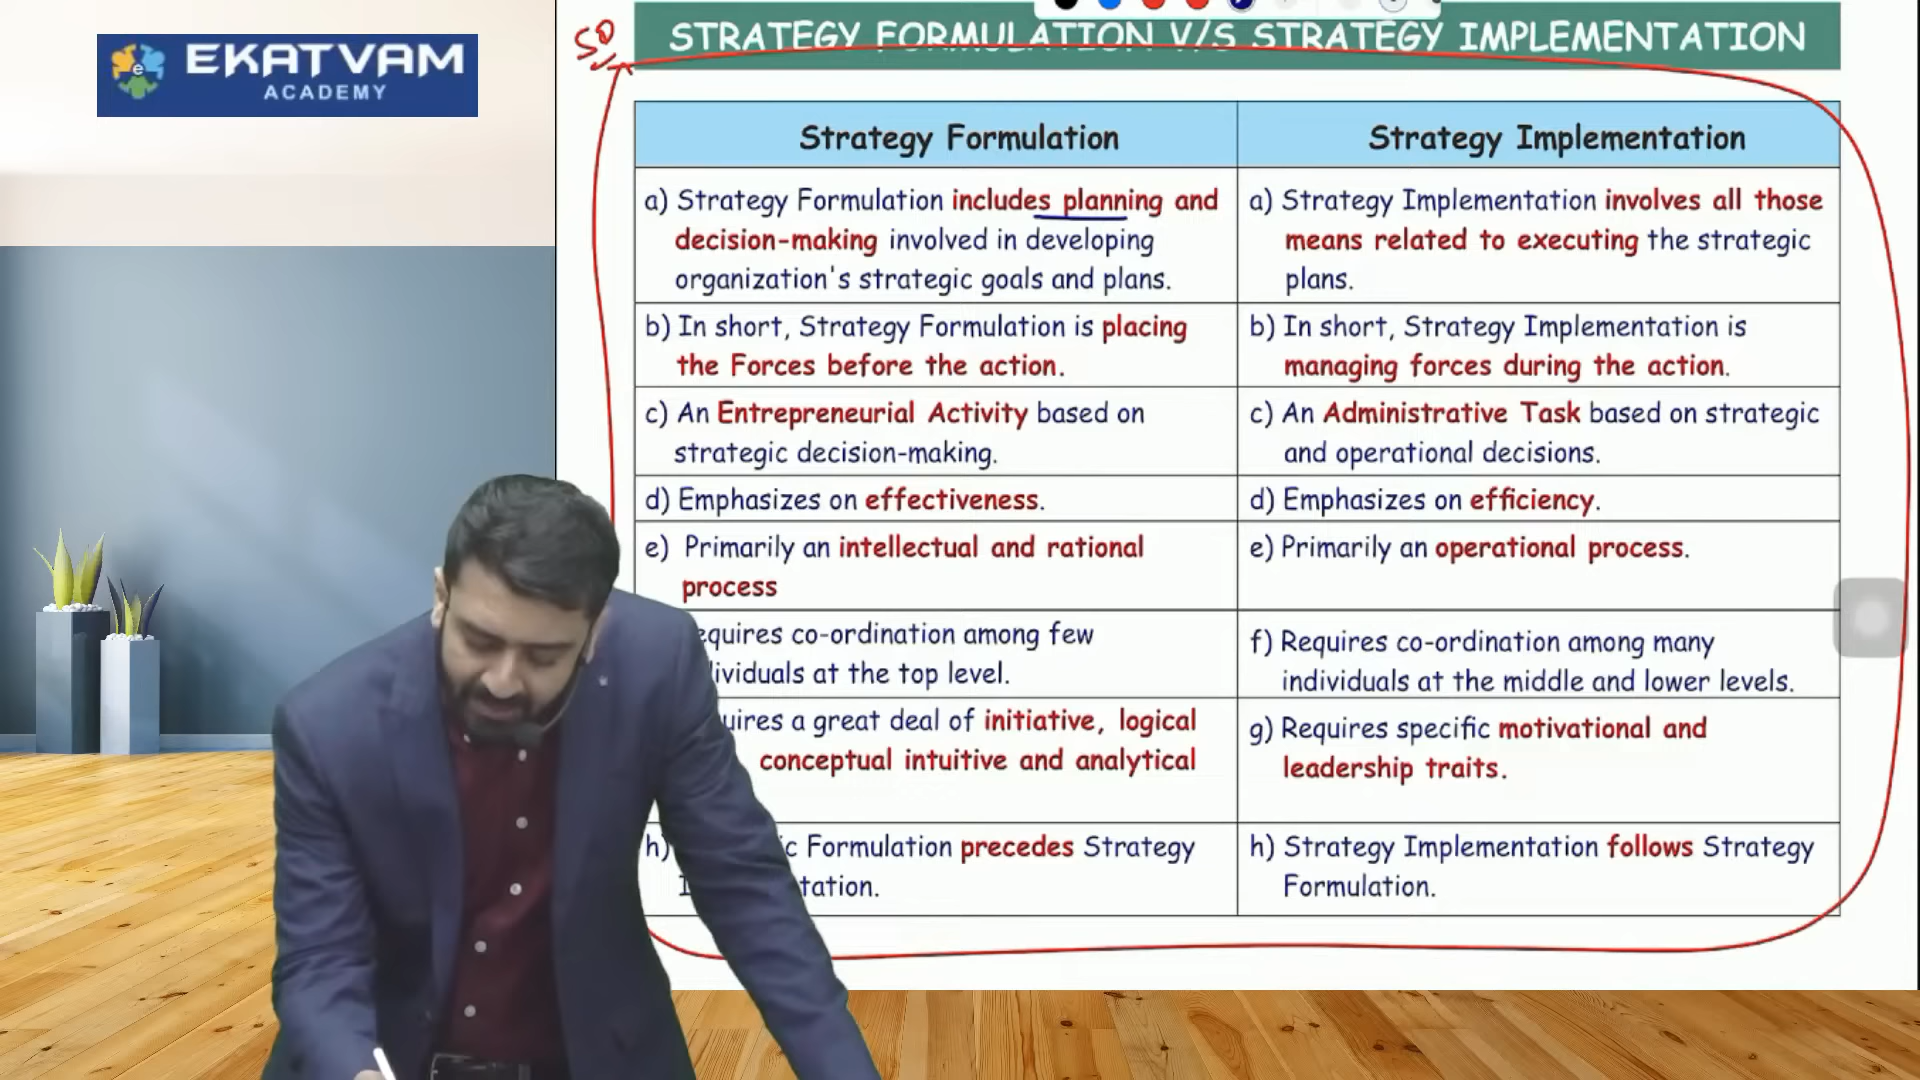 EKATVAM
ACADEMY
STRATEGY FORMULATION V/S STRATEGY IMPLEMENTATION
Strategy Formulation
a) Strategy Formulation includes planning and
decision-making involved in developing
organization's strategic goals and plans.
b) In short, Strategy Formulation is placing
the Forces before the action.
c) An Entrepreneurial Activity based on
strategic decision-making.
d) Emphasizes on effectiveness.
e) Primarily an intellectual and rational
process
co-ordination among few
at the top level.
a great deal of initiative, logical
conceptual intuitive and analytical
h) Formulation precedes Strategy
Strategy Implementation
a) Strategy Implementation involves all those
means related to executing the strategic
plans.
b) In short, Strategy Implementation is
managing forces during the action.
c) An Administrative Task based on strategic
and operational decisions.
d) Emphasizes on efficiency.
e) Primarily an operational process.
f) Requires co-ordination among many
individuals at the middle and lower levels.
g) Requires specific motivational and
leadership traits.
h) Strategy Implementation follows Strategy
Formulation.